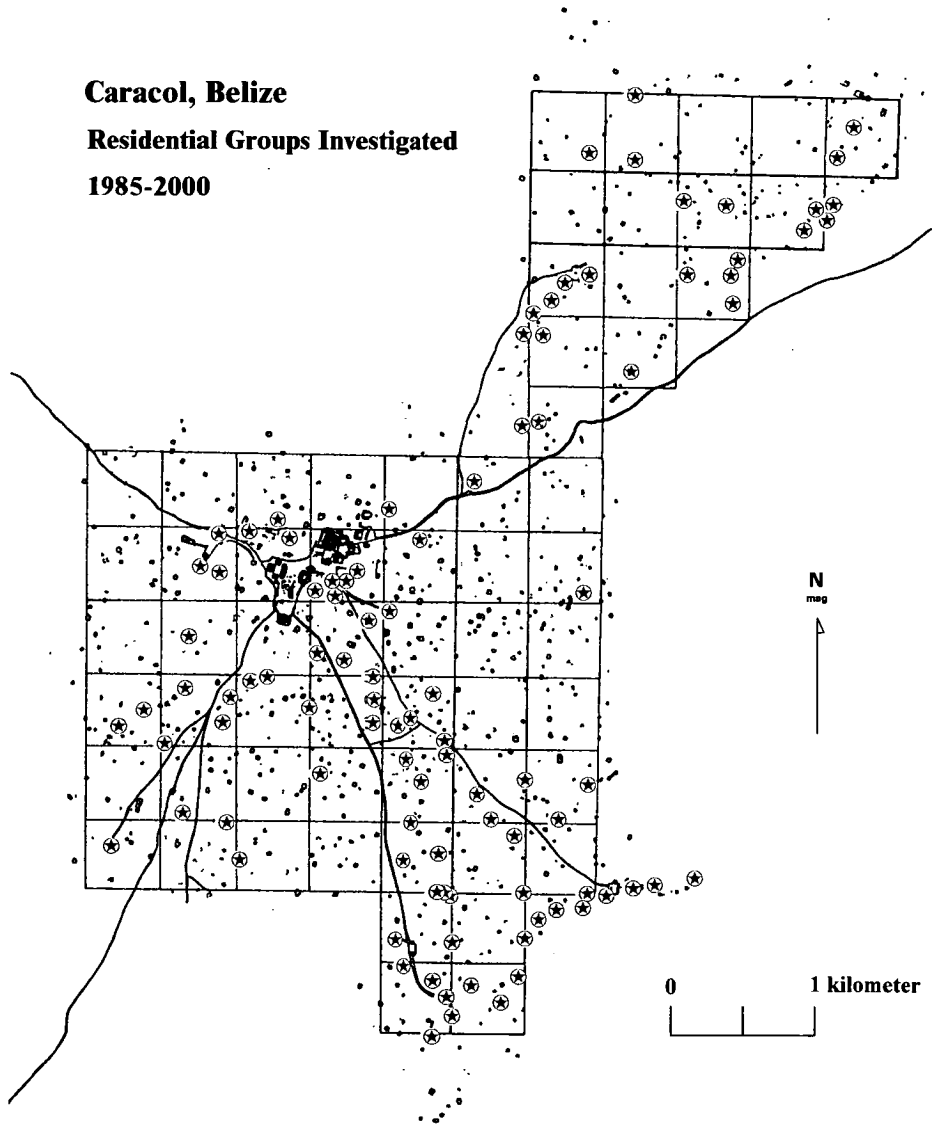 Caracol, Belize
Residential Groups Investigated
1985-2000
N
mag
0 1 kilometer